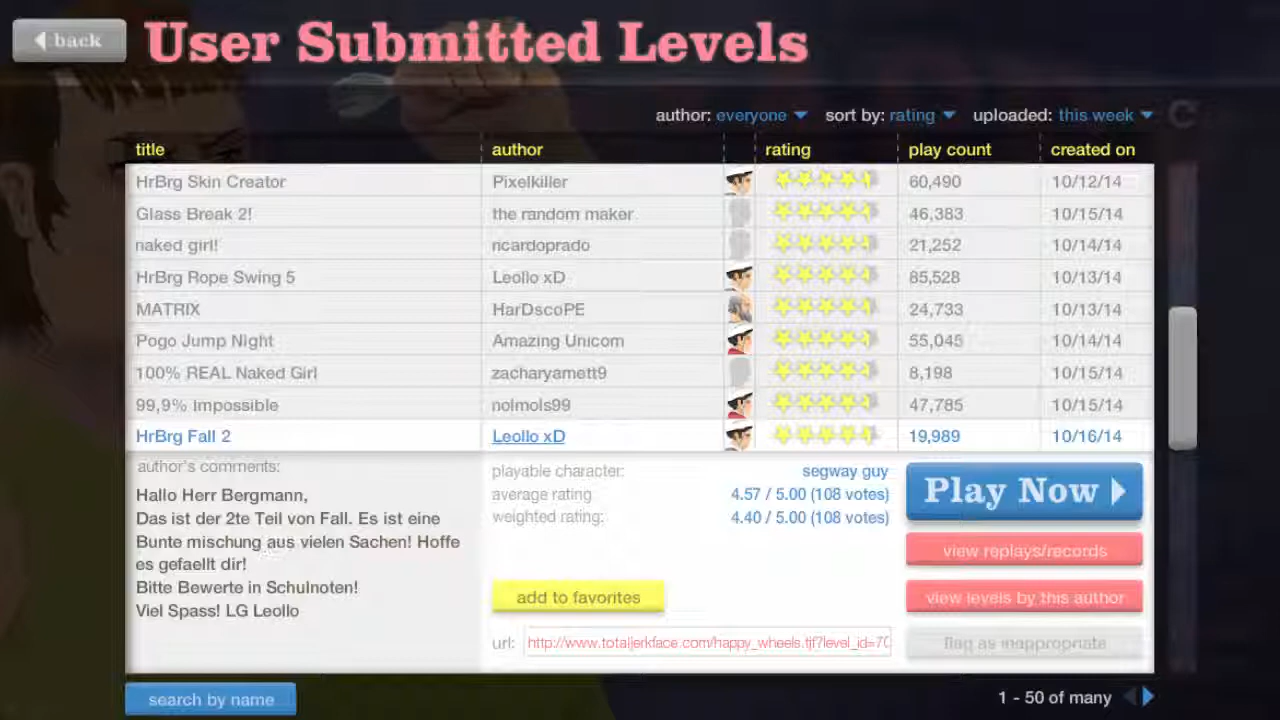 back
User Submitted Levels
author: everyone sort by: rating uploaded: this week
title author rating play count created on
HrBrg Skin Creator Pixelkiller 60,490 10/12/14
Glass Break 2! the random maker 46,383 10/15/14
naked girl! ricardoprado 21,252 10/14/14
HrBrg Rope Swing 5 Leollo xD 85,528 10/13/14
MATRIX HarDscoPE 24,733 10/13/14
Pogo Jump Night Amazing Unicorn 55,045 10/14/14
100% REAL Naked Girl zacharyarnett9 8,198 10/15/14
99,9% Impossible nolmols99 47,785 10/15/14
HrBrg Fall 2 Leollo xD 19,989 10/16/14
author's comments:
Hallo Herr Bergmann,
Das ist der 2te Teil von Fall. Es ist eine
Bunte mischung aus vielen Sachen! Hoffe
es gefaellt dir!
Bitte Bewerte in Schulnoten!
Viel Spass! LG Leollo
playable character: segway guy
average rating 4.57 / 5.00 (108 votes)
weighted rating: 4.40 / 5.00 (108 votes)
add to favorites
url: http://www.totaljerkface.com/happy_wheels.tjf?level_id=70
Play Now
view replays/records
view levels by this author
flag as inappropriate
search by name
1 - 50 of many